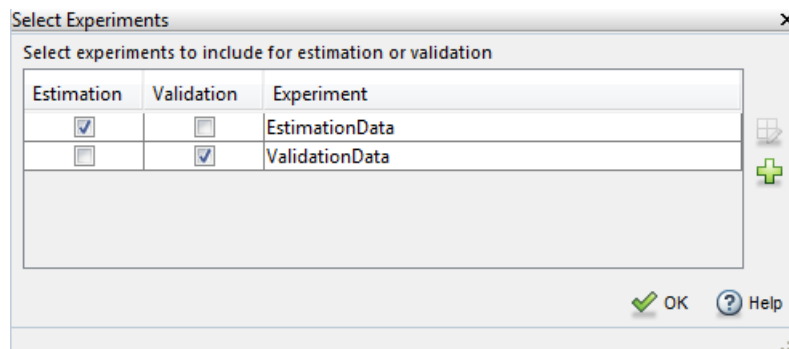 Select Experiments
Select experiments to include for estimation or validation
Estimation Validation Experiment
EstimationData
ValidationData
OK Help